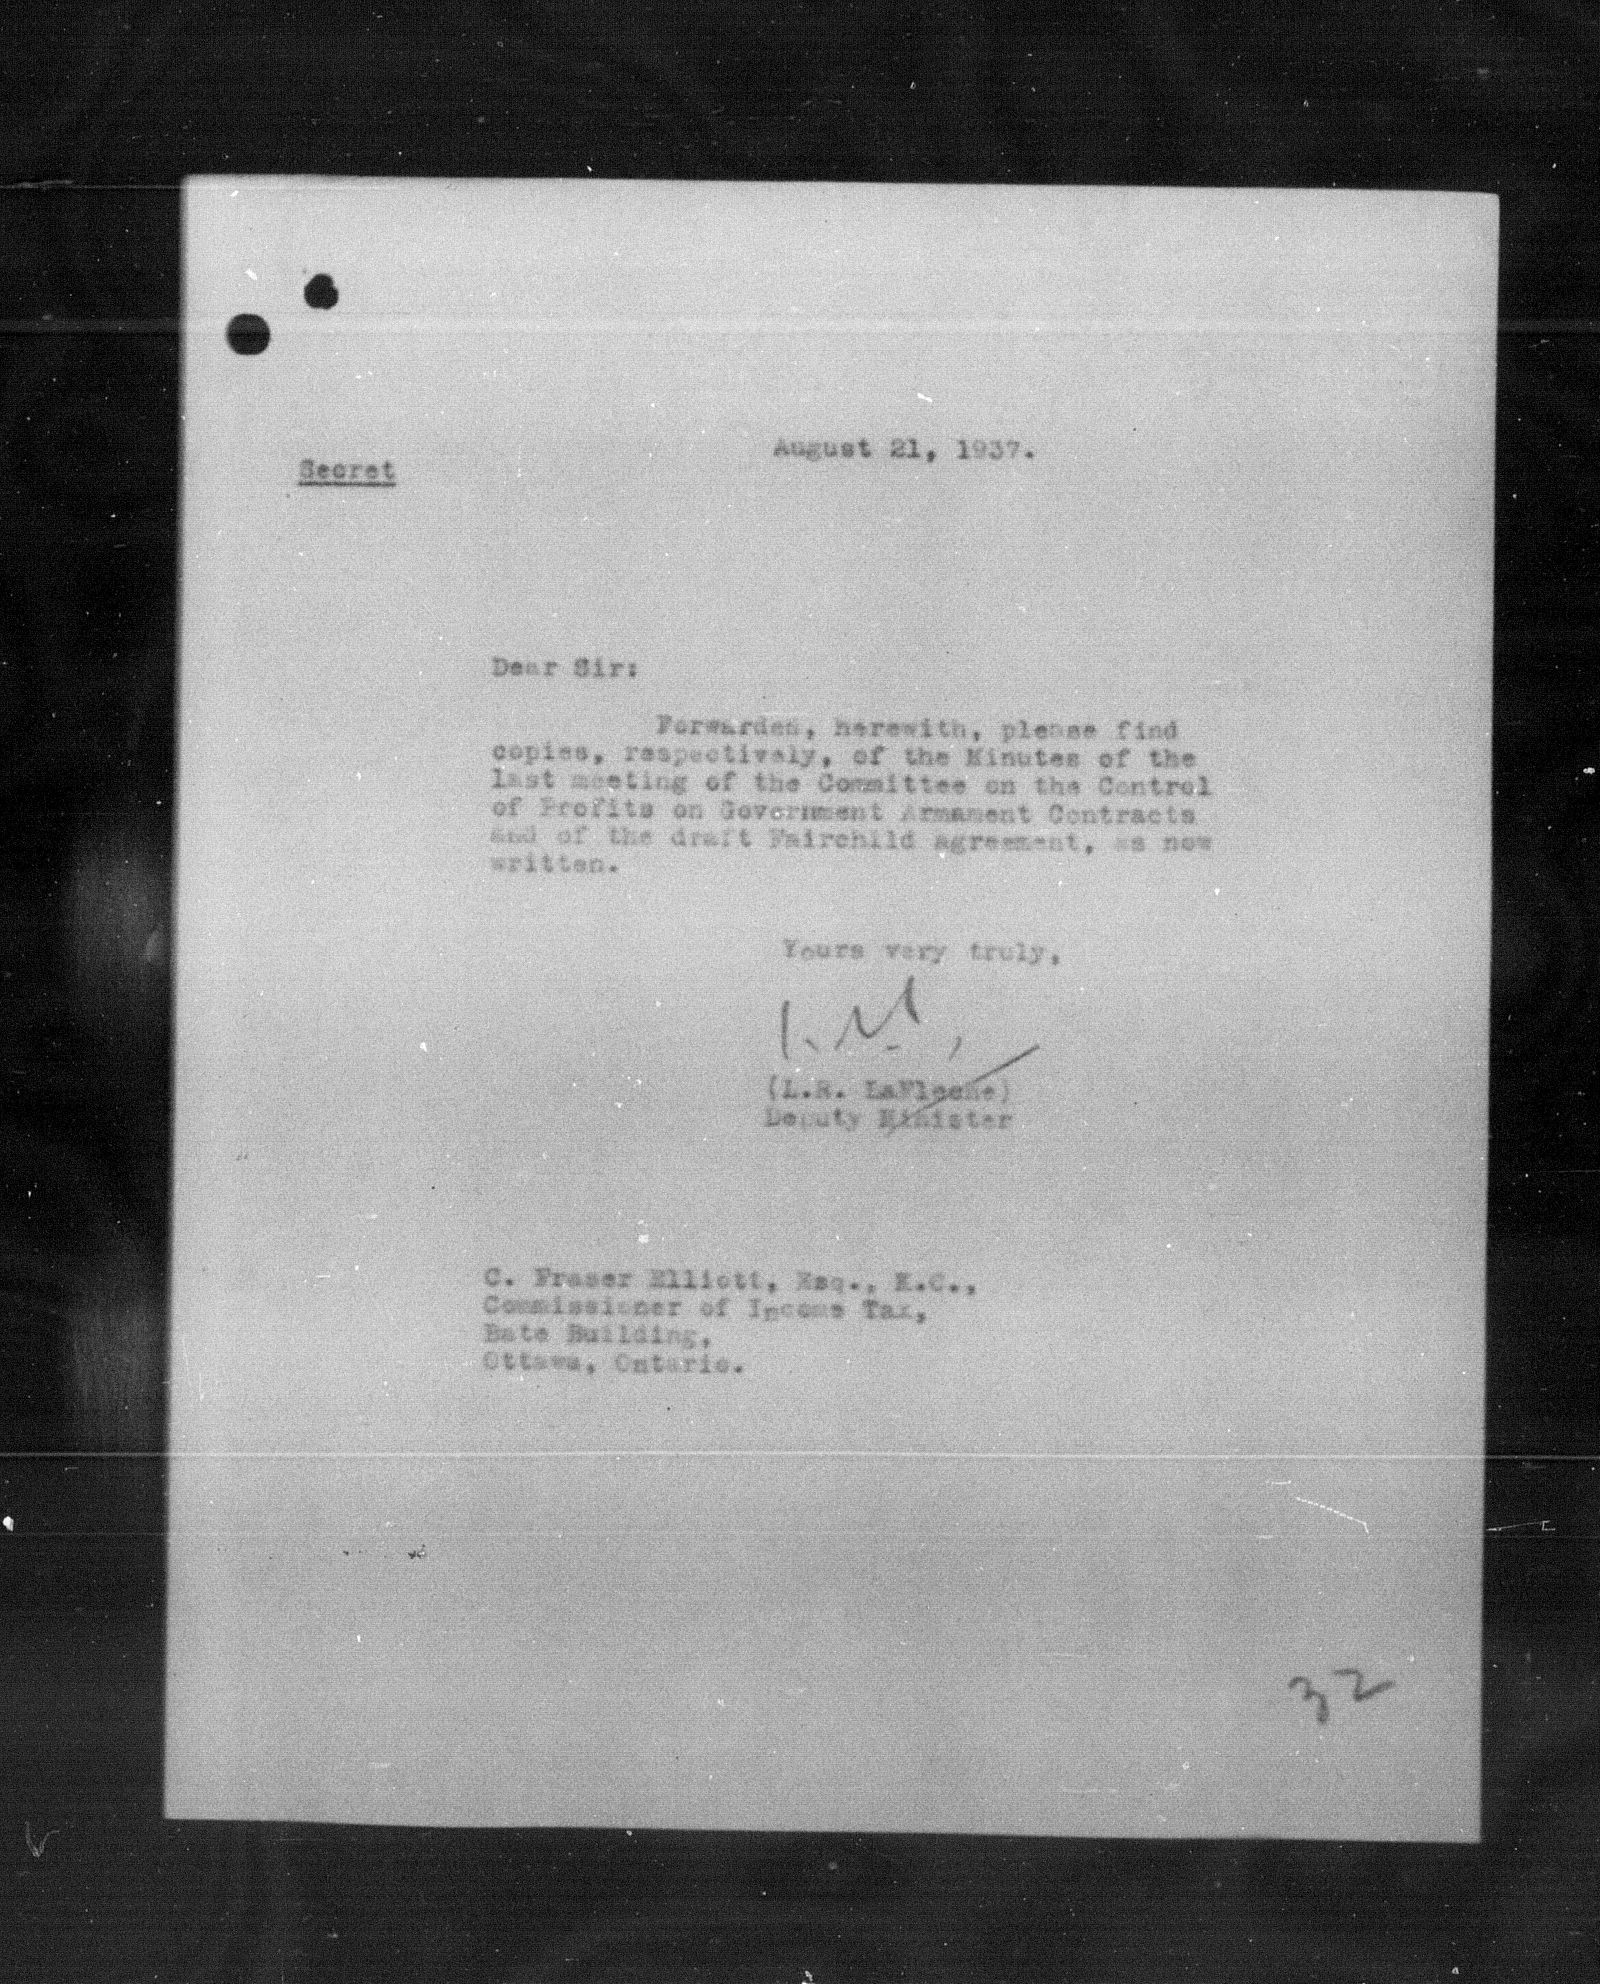 August 21, 1937.
Secret
Dear Sir:
Forwarded, herewith, please find
copies, respectively, of the Minutes of the
last meeting of the Committee on the Control
of Profits on Government Armament Contracts
and of the draft Fairchild agreement, as now
written.
Yours very truly,
(L.R. LaFleche)
Deputy Minister
C. Fraser Elliott, Esq., K.C.,
Commissioner of Income Tax,
Bate Building,
Ottawa, Ontario.
32